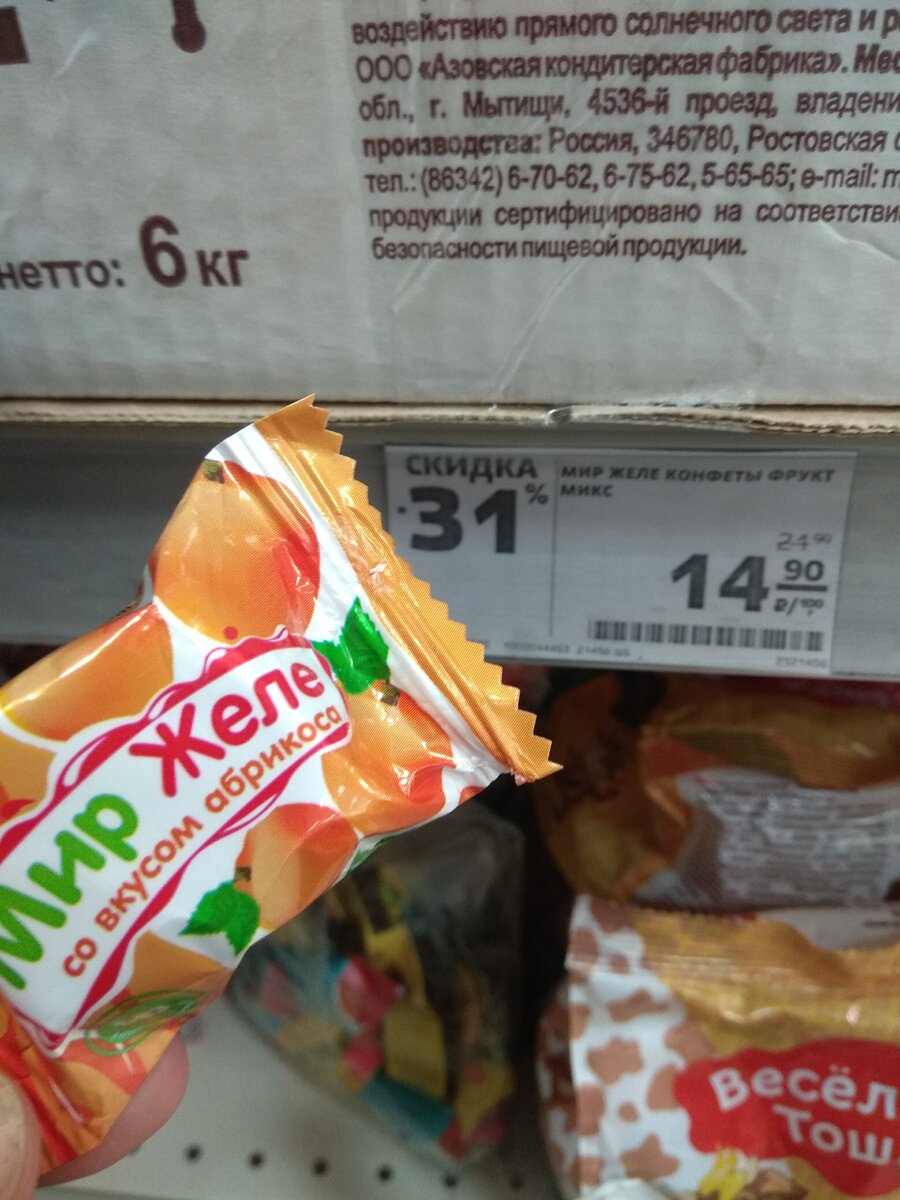 воздействию прямого солнечного света и
ООО «Азовская кондитерская фабрика».
обл., г. Мытищи, 4536-й проезд, владени
производства: Россия, 346780, Ростовская
тел.: (86342) 6-70-62, 6-75-62, 5-65-65; e-mail:
продукции сертифицировано на соответстви
безопасности пищевой продукции.
нетто: 6 кг
СКИДКА
-31%
МИР ЖЕЛЕ КОНФЕТЫ ФРУКТ
МИКС
24 90
14 90
₽/100
2321456
Мир Желе
со вкусом абрикоса
Весёл
Тош